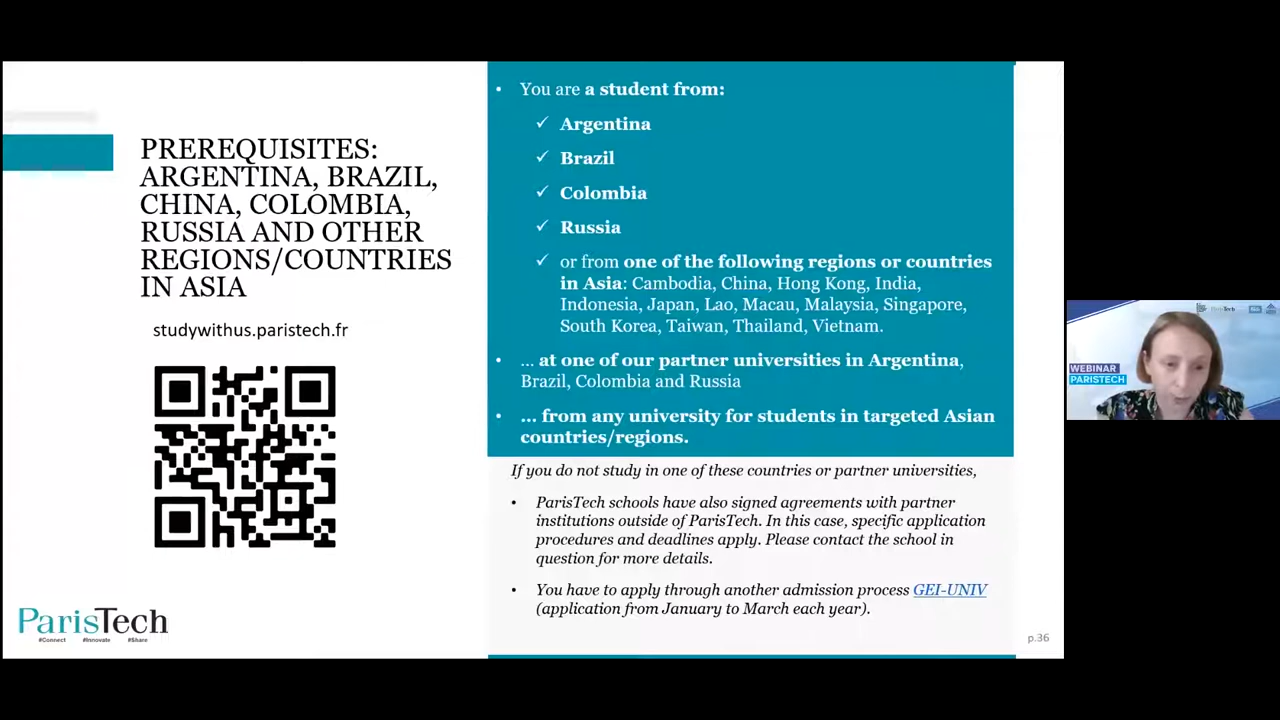 PREREQUISITES:
ARGENTINA, BRAZIL,
CHINA, COLOMBIA,
RUSSIA AND OTHER
REGIONS/COUNTRIES
IN ASIA
studywithus.paristech.fr
ParisTech
#Connect #Innovate #Share
• You are a student from:
✓ Argentina
✓ Brazil
✓ Colombia
✓ Russia
✓ or from one of the following regions or countries
in Asia: Cambodia, China, Hong Kong, India,
Indonesia, Japan, Lao, Macau, Malaysia, Singapore,
South Korea, Taiwan, Thailand, Vietnam.
• … at one of our partner universities in Argentina,
Brazil, Colombia and Russia
• … from any university for students in targeted Asian
countries/regions.
If you do not study in one of these countries or partner universities,
• ParisTech schools have also signed agreements with partner
institutions outside of ParisTech. In this case, specific application
procedures and deadlines apply. Please contact the school in
question for more details.
• You have to apply through another admission process GEI-UNIV
(application from January to March each year).
p.36
ParisTech
WEBINAR
PARISTECH